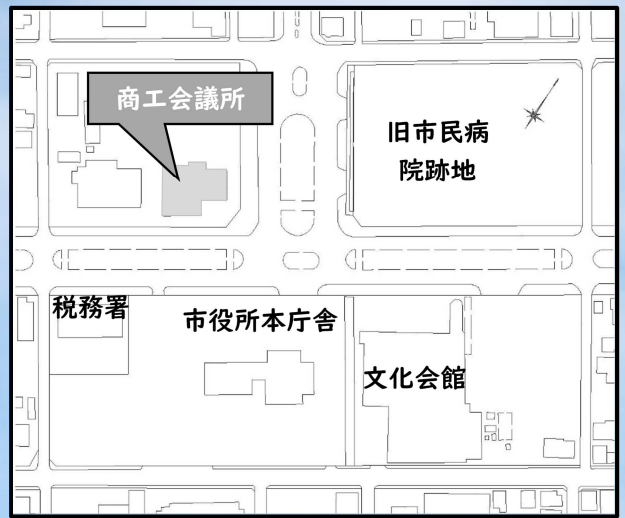 商工会議所
旧市民病
院跡地
税務署
市役所本庁舎
文化会館